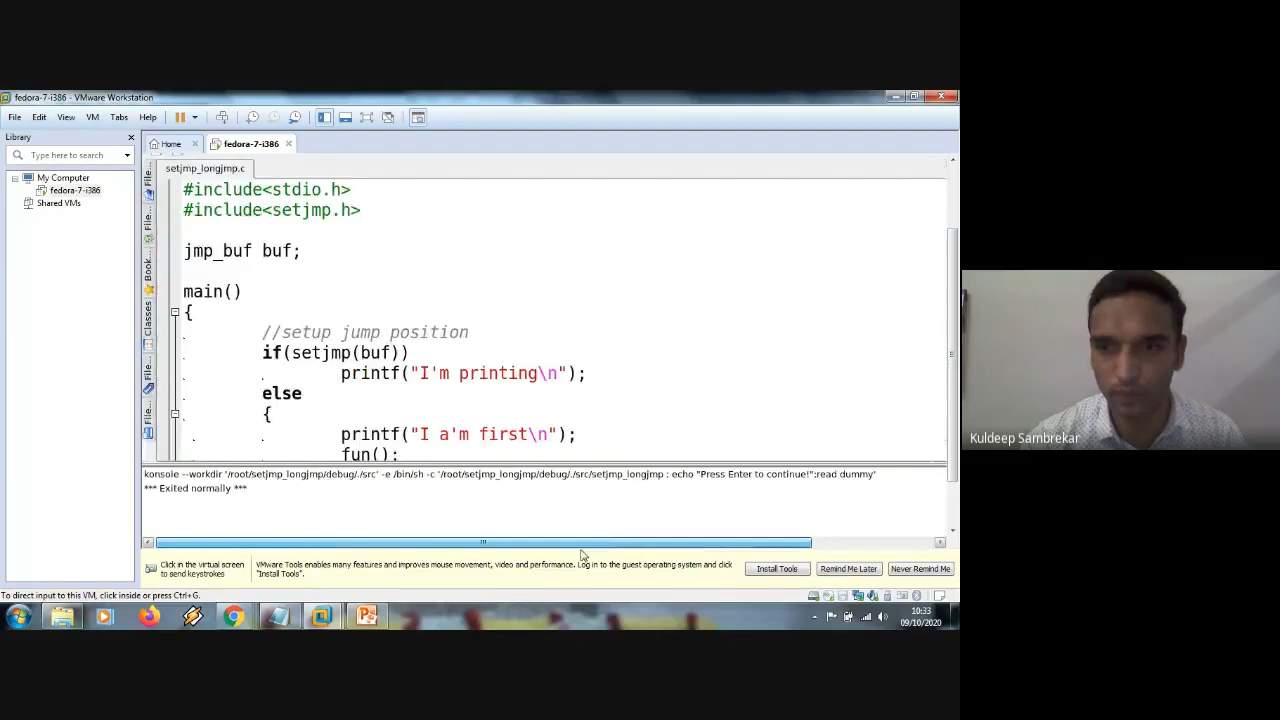 fedora-7-i386 - VMware Workstation
File Edit View VM Tabs Help
Library
Home
fedora-7-i386
Type here to search
My Computer
fedora-7-i386
Shared VMs
File...
File...
Book...
Classes
File...
File...
setjmp_longjmp.c
#include<stdio.h>
#include<setjmp.h>
jmp_buf buf;
main()
{
//setup jump position
if(setjmp(buf))
printf("I'm printing\n");
else
{
printf("I a'm first\n");
fun();
konsole --workdir '/root/setjmp_longjmp/debug/./src' -e /bin/sh -c '/root/setjmp_longjmp/debug/./src/setjmp_longjmp ; echo "Press Enter to continue!";read dummy"
*** Exited normally ***
Click in the virtual screen
to send keystrokes
VMware Tools enables many features and improves mouse movement, video and performance. Log in to the guest operating system and click
"Install Tools".
Install Tools
Remind Me Later
Never Remind Me
To direct input to this VM, click inside or press Ctrl+G.
10:33
09/10/2020
Kuldeep Sambrekar